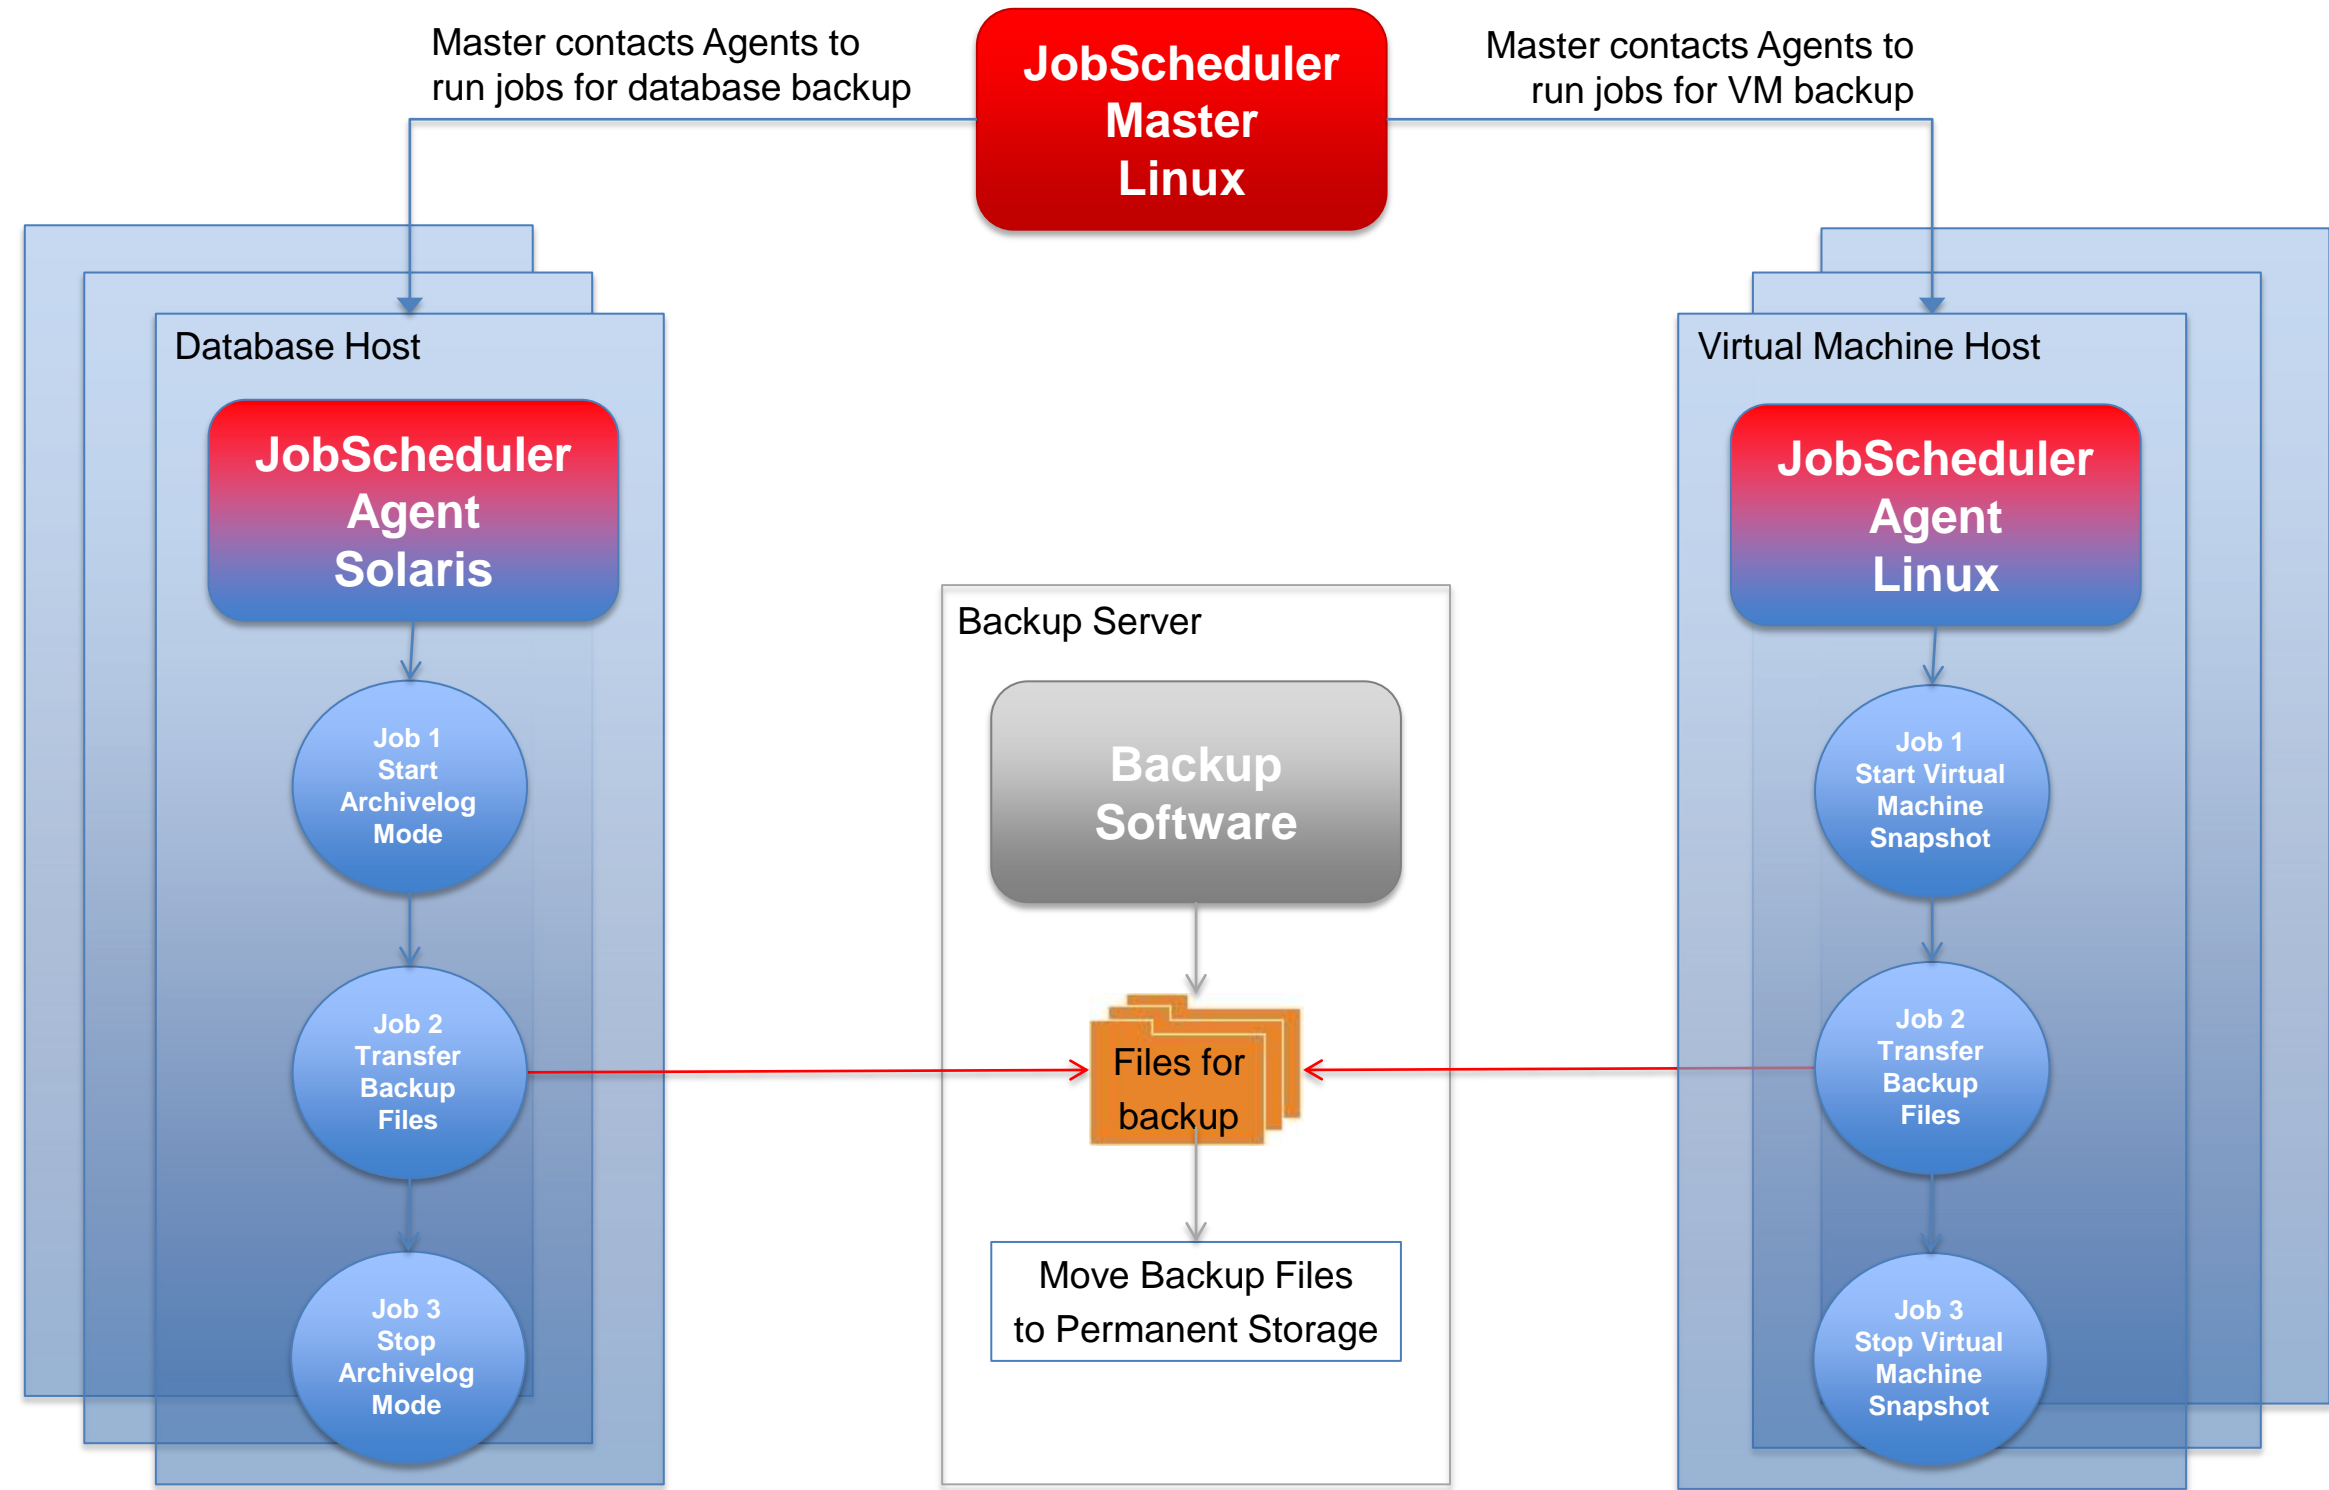 Master contacts Agents to
run jobs for database backup
JobScheduler
Master
Linux
Master contacts Agents to
run jobs for VM backup
Database Host
JobScheduler
Agent
Solaris
Job 1
Start
Archivelog
Mode
Job 2
Transfer
Backup
Files
Job 3
Stop
Archivelog
Mode
Backup Server
Backup
Software
Files for
backup
Move Backup Files
to Permanent Storage
Virtual Machine Host
JobScheduler
Agent
Linux
Job 1
Start Virtual
Machine
Snapshot
Job 2
Transfer
Backup
Files
Job 3
Stop Virtual
Machine
Snapshot